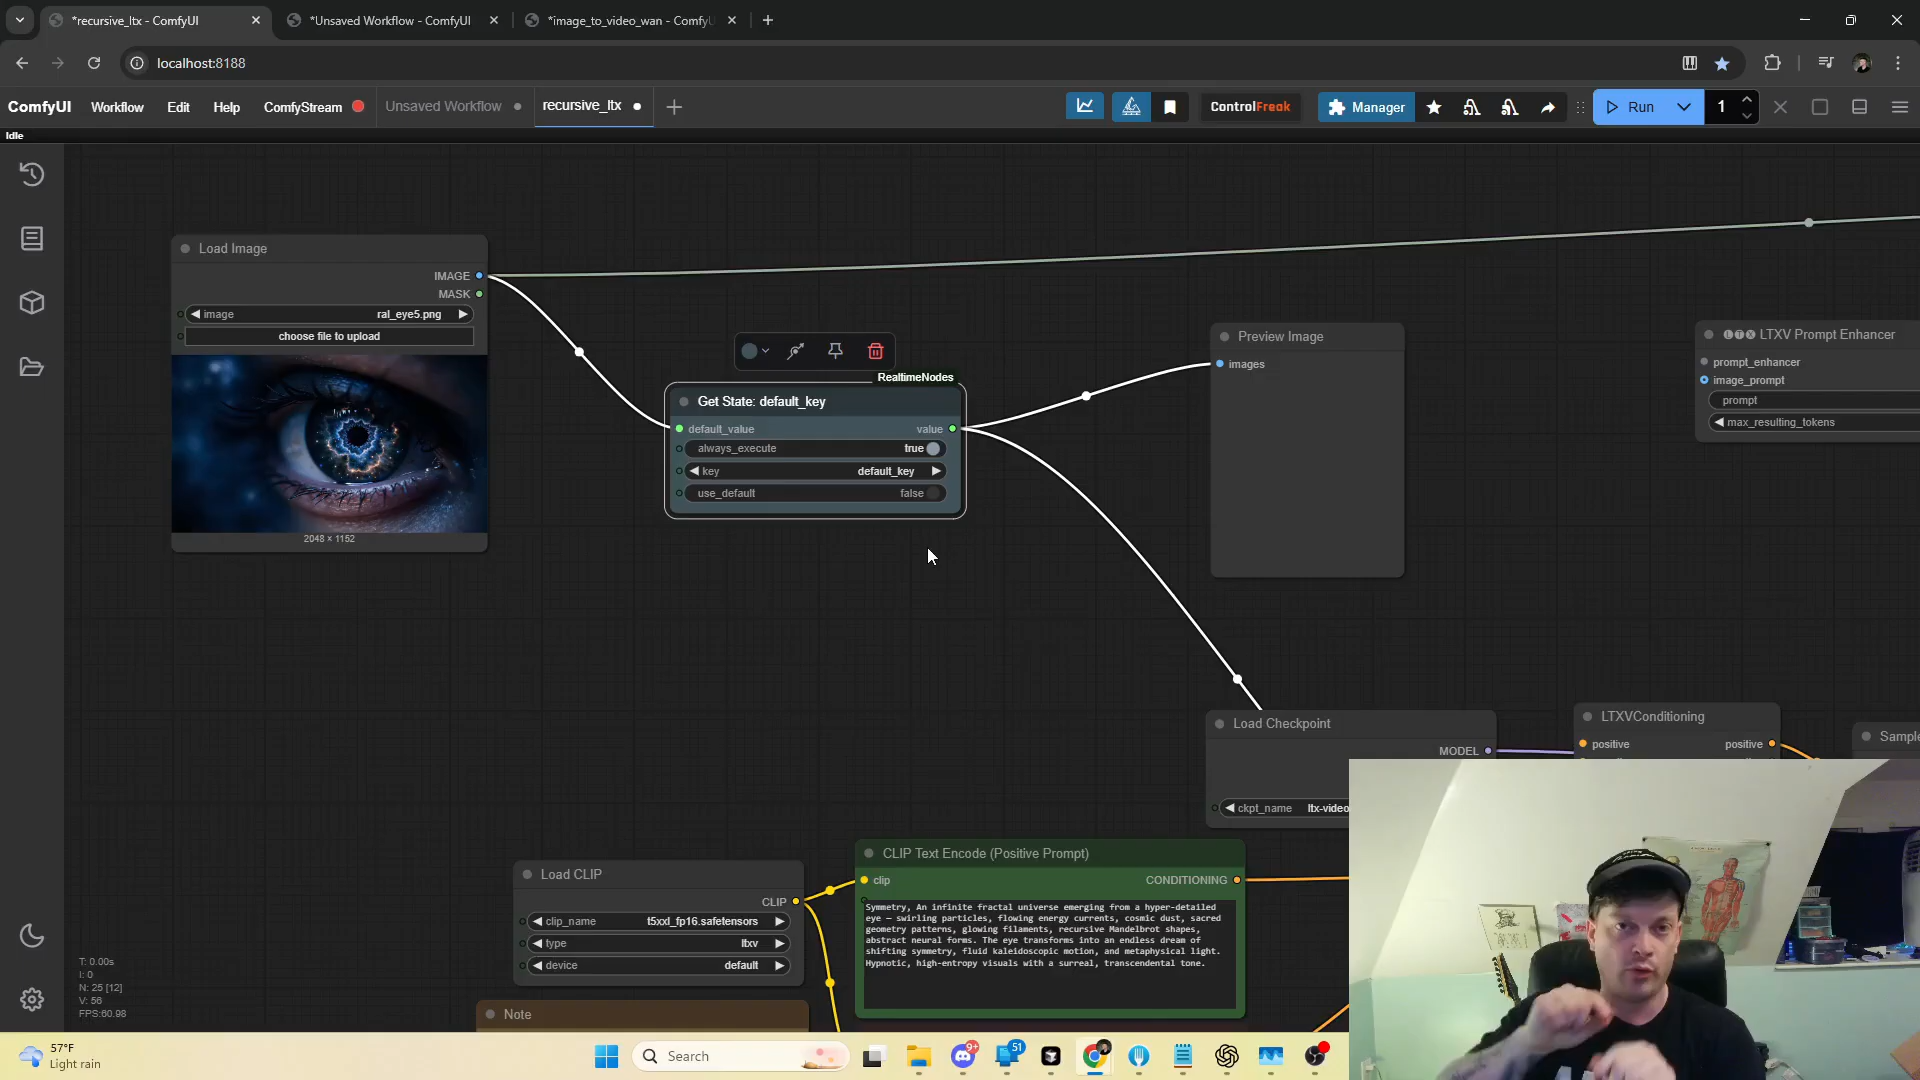 *recursive_ltx - ComfyUI
*Unsaved Workflow - ComfyUI
*image_to_video_wan - ComfyU
localhost:8188
ComfyUI
Workflow
Edit
Help
ComfyStream
Unsaved Workflow
recursive_ltx
ControlFreak
Manager
Run
1
Idle
Load Image
IMAGE
MASK
image
ral_eye5.png
choose file to upload
2048 × 1152
RealtimeNodes
Get State: default_key
default_value
value
always_execute
true
key
default_key
use_default
false
Preview Image
images
LTX LTXV Prompt Enhancer
prompt_enhancer
image_prompt
prompt
max_resulting_tokens
Load Checkpoint
MODEL
ckpt_name
ltx-video
LTXVConditioning
positive
positive
Sample
Load CLIP
CLIP
clip_name
t5xxl_fp16.safetensors
type
ltxv
device
default
Note
CLIP Text Encode (Positive Prompt)
clip
CONDITIONING
Symmetry, An infinite fractal universe emerging from a hyper-detailed
eye — swirling particles, flowing energy currents, cosmic dust, sacred
geometry patterns, glowing filaments, recursive Mandelbrot shapes,
abstract neural forms. The eye transforms into an endless dream of
shifting symmetry, fluid kaleidoscopic motion, and metaphysical light.
Hypnotic, high-entropy visuals with a surreal, transcendental tone.
T: 0.00s
I: 0
N: 25 [12]
V: 56
FPS:60.98
57°F
Light rain
Search
9+
51